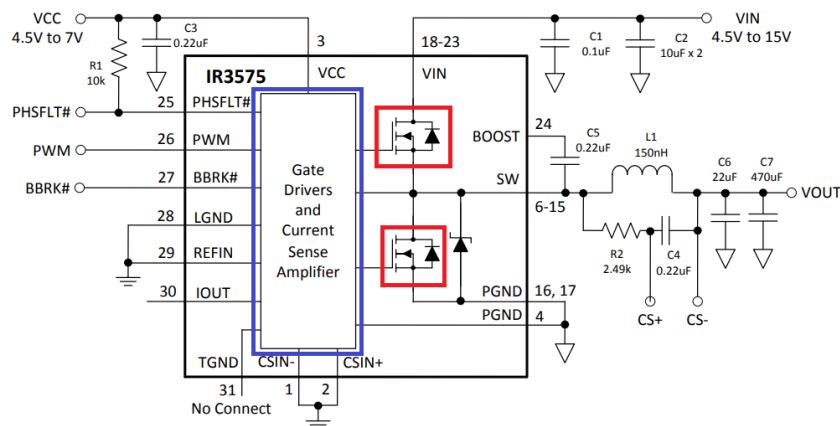 VCC
4.5V to 7V
C3
0.22uF
3
18-23
C1
0.1uF
C2
10uF x 2
VIN
4.5V to 15V
R1
10k
IR3575
VCC
VIN
PHSFLT#
25
PHSFLT#
PWM
26
PWM
BBRK#
27
BBRK#
28
LGND
29
REFIN
30
IOUT
Gate
Drivers
and
Current
Sense
Amplifier
BOOST
24
C5
0.22uF
L1
150nH
SW
6-15
C6
22uF
C7
470uF
VOUT
R2
2.49k
C4
0.22uF
PGND
16, 17
PGND
4
CS+
CS-
TGND
CSIN-
CSIN+
31
1
2
No Connect